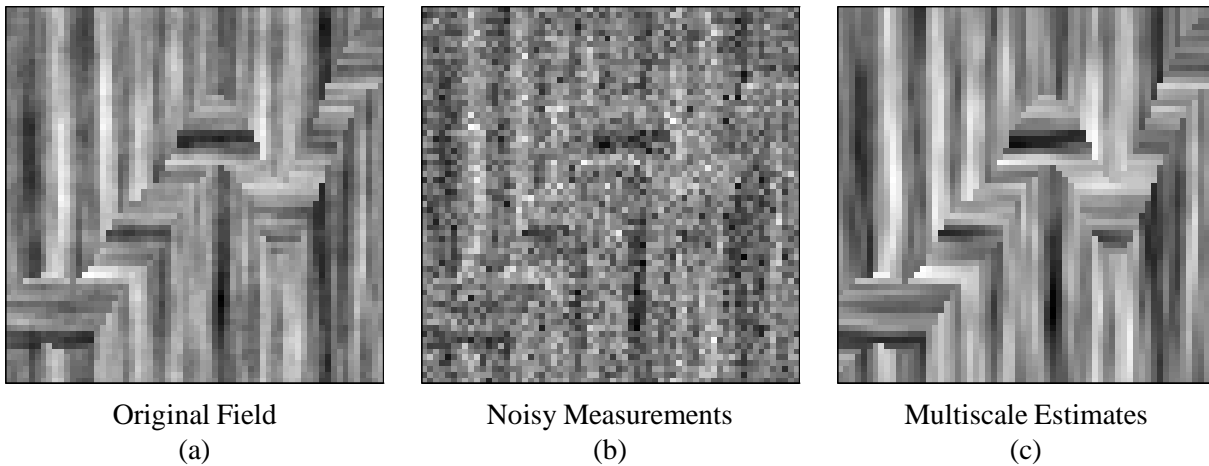 Original Field
(a)
Noisy Measurements
(b)
Multiscale Estimates
(c)